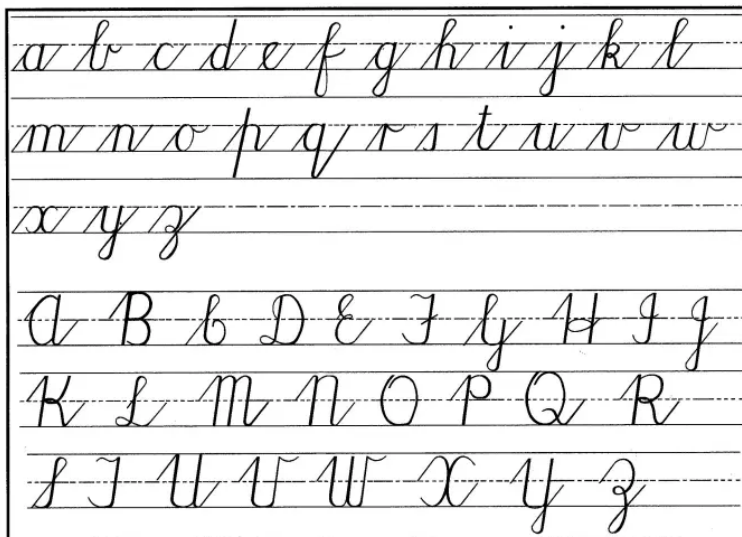 a b c d e f g h i j k l
m n o p q r s t u v w
x y z
A B C D E F G H I J
K L M N O P Q R
S T U V W X Y Z